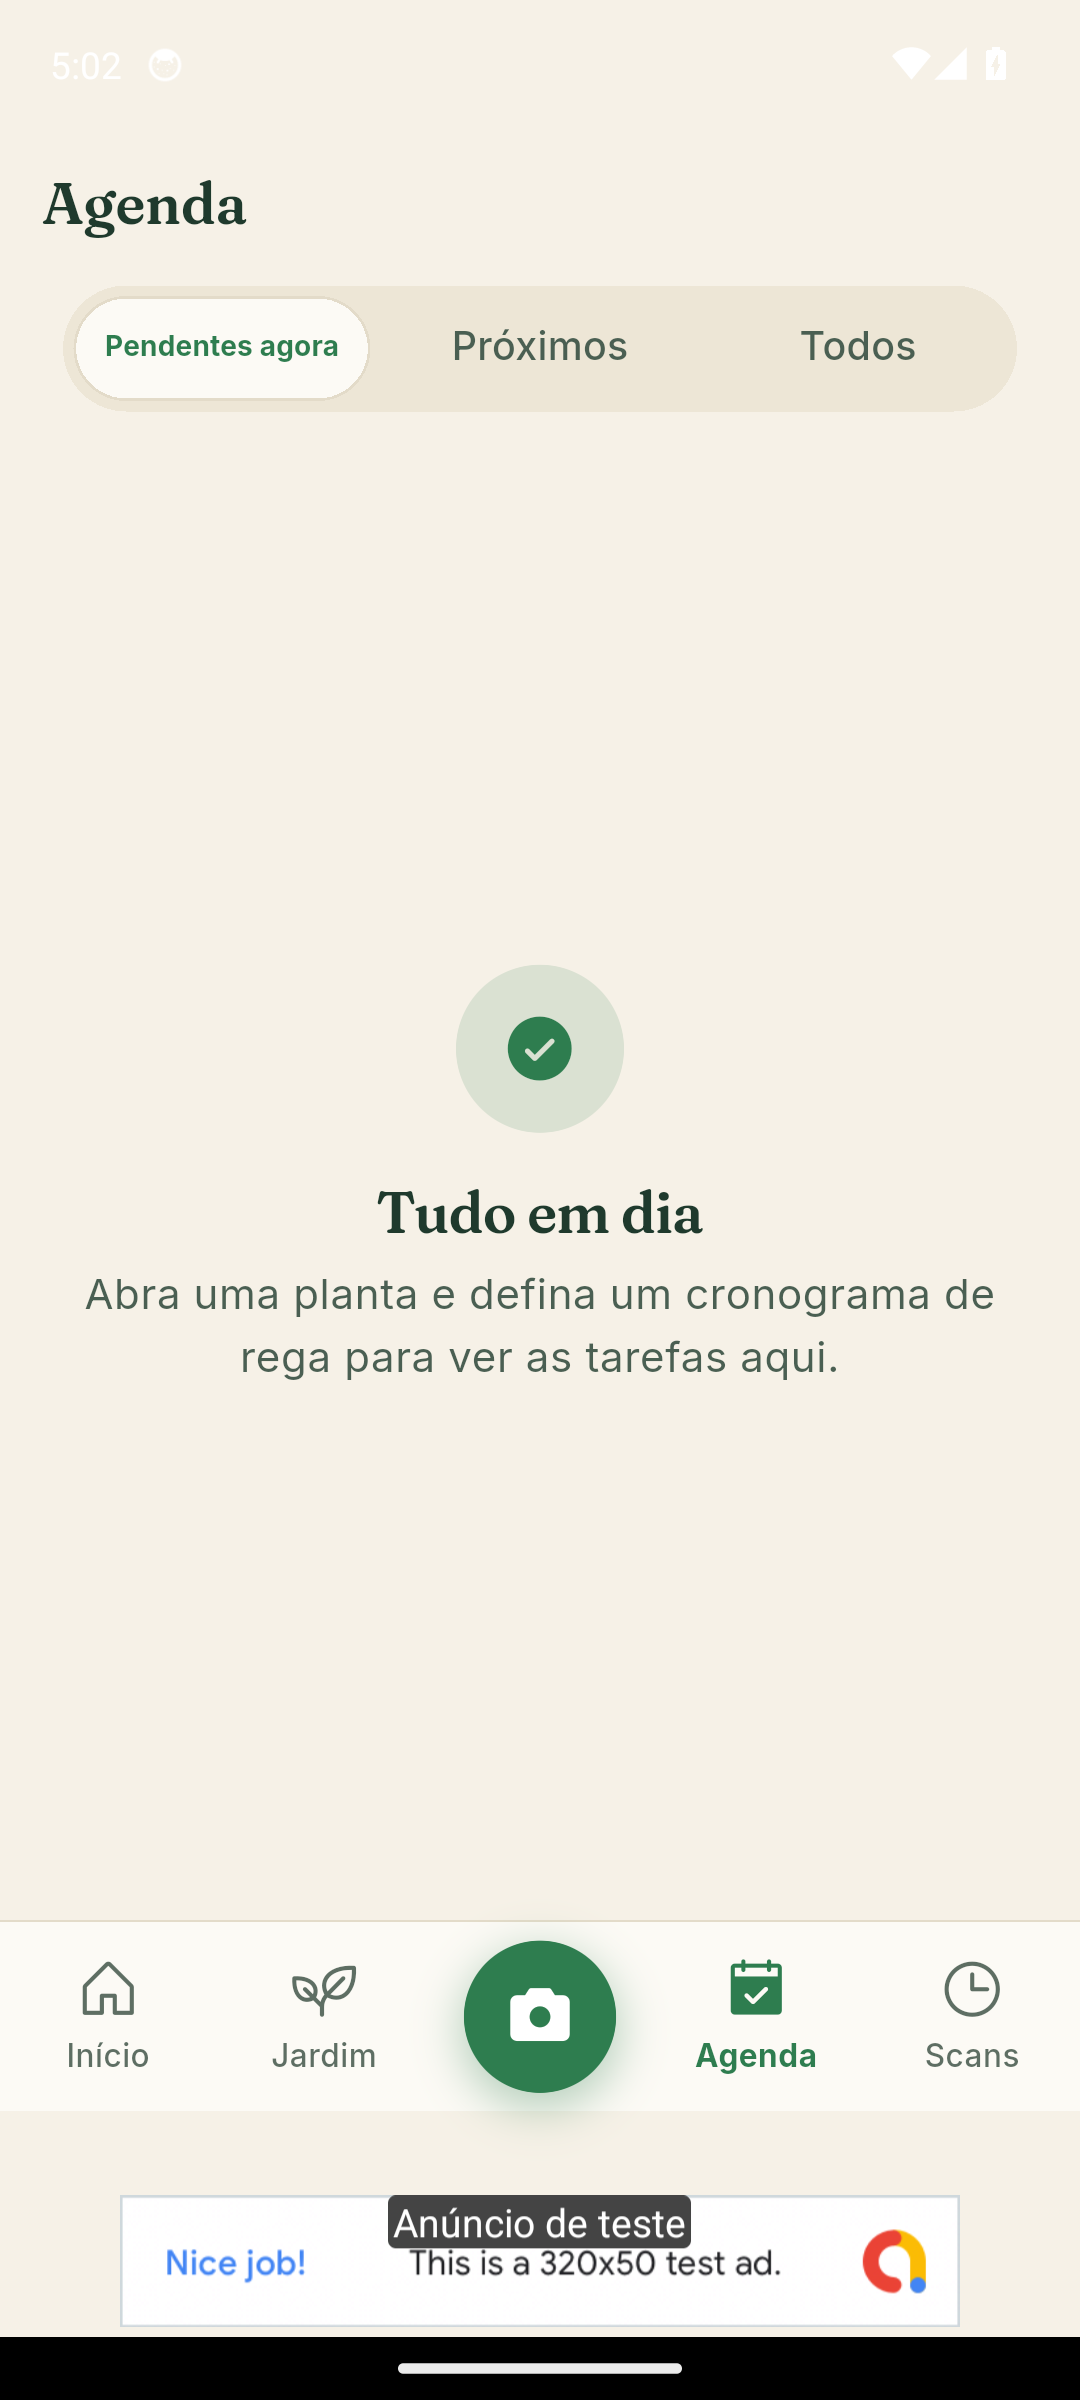 5:02
Agenda
Pendentes agora
Próximos
Todos
Tudo em dia
Abra uma planta e defina um cronograma de
rega para ver as tarefas aqui.
Início
Jardim
Agenda
Scans
Anúncio de teste
Nice job!
This is a 320x50 test ad.